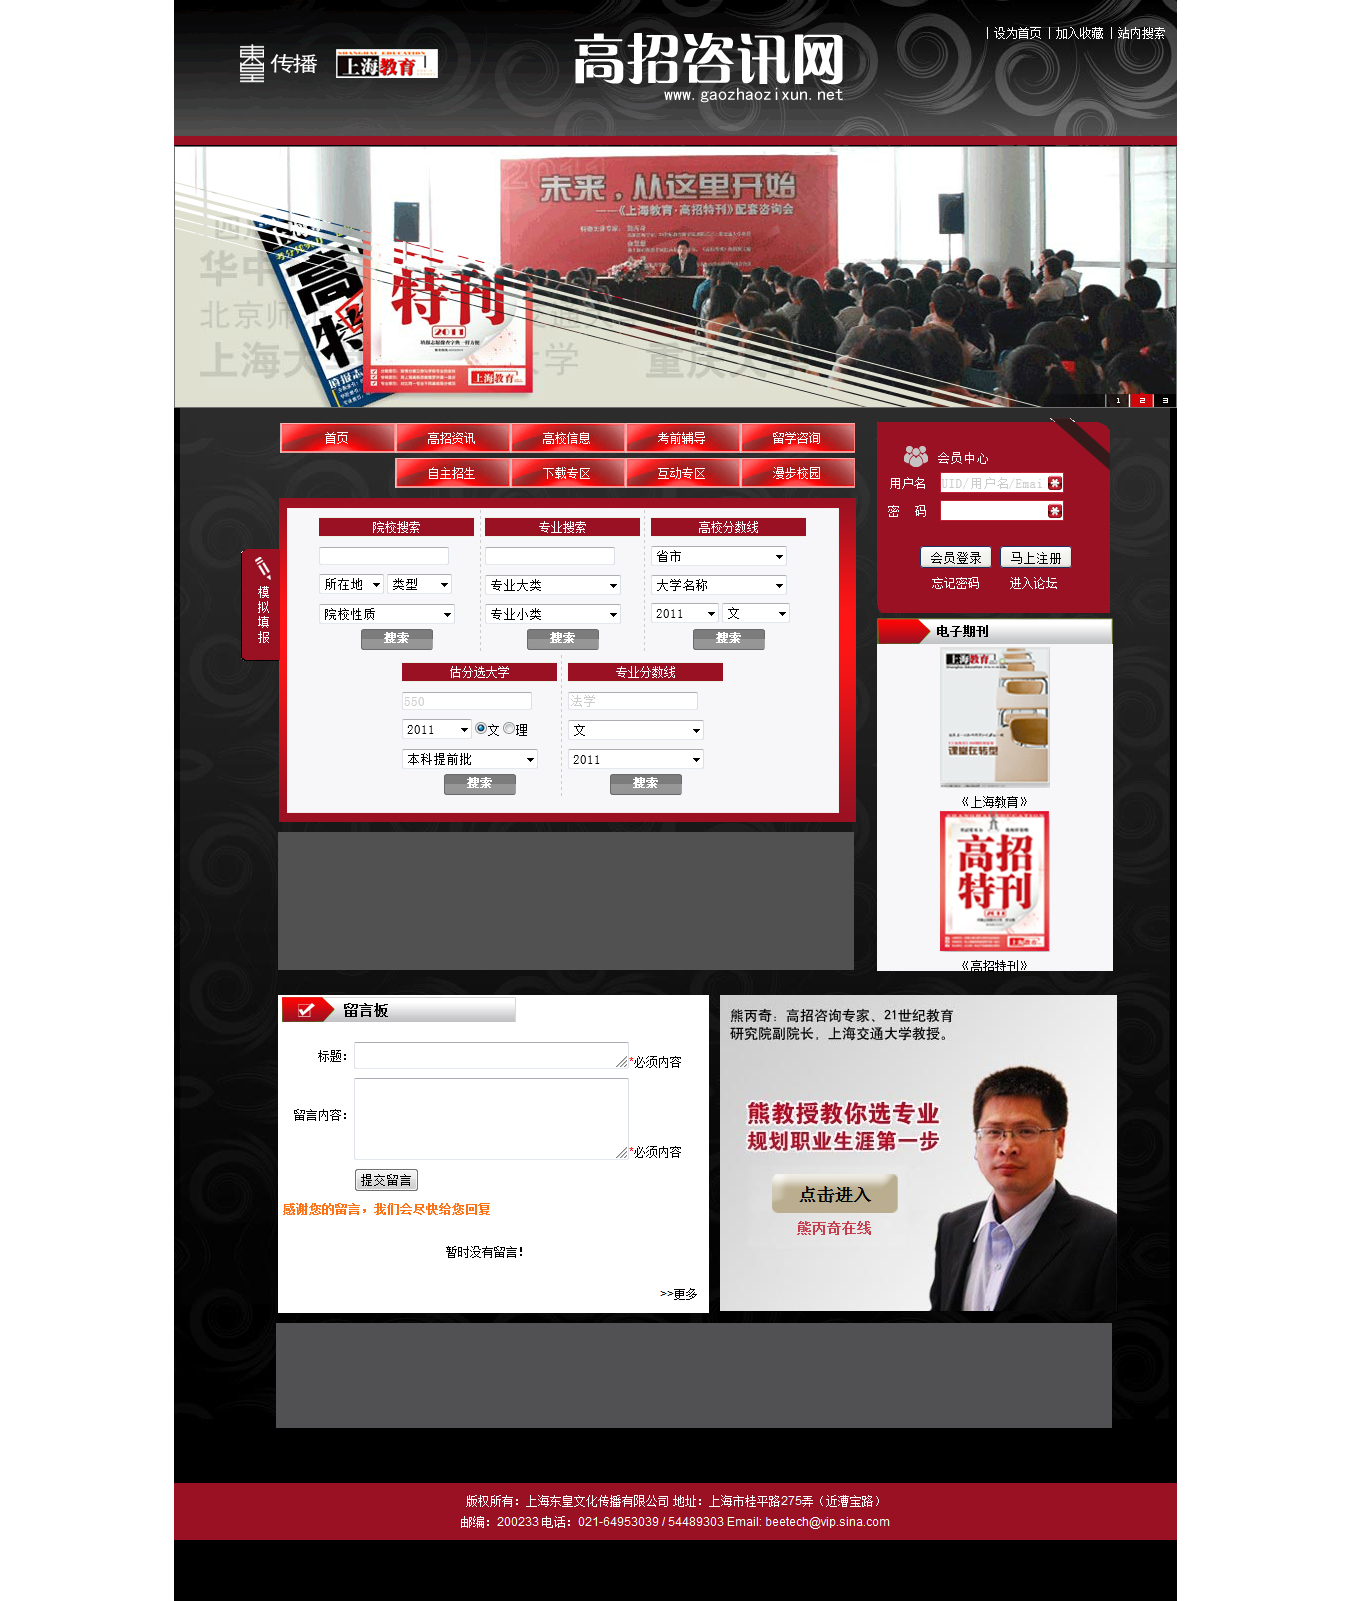 设为首页 | 加入收藏 | 站内搜索
传播
SHANGHAI EDUCATION
上海教育
高招咨讯网
www.gaozhaozixun.net
2011
未来，从这里开始
——《上海教育·高招特刊》配套咨询会
华中
北京师
上海大
大学
重庆大
特刊
2011
上海教育
1 2 3
首页
高招资讯
高校信息
考前辅导
留学咨询
自主招生
下载专区
互动专区
漫步校园
会员中心
用户名
UID/用户名/Emai
密 码
会员登录
马上注册
忘记密码
进入论坛
模拟填报
院校搜索
专业搜索
高校分数线
省市
所在地
类型
专业大类
大学名称
院校性质
专业小类
2011
文
搜索
搜索
搜索
估分选大学
专业分数线
550
法学
2011
文
理
文
本科提前批
2011
搜索
搜索
电子期刊
上海教育
课堂在转型
《上海教育》
SHANGHAI EDUCATION
高招
特刊
2011
上海教育
《高招特刊》
留言板
标题：
*必须内容
留言内容：
*必须内容
提交留言
感谢您的留言，我们会尽快给您回复
暂时没有留言！
>>更多
熊丙奇：高招咨询专家、21世纪教育
研究院副院长，上海交通大学教授。
熊教授教你选专业
规划职业生涯第一步
点击进入
熊丙奇在线
版权所有：上海东皇文化传播有限公司 地址：上海市桂平路275弄（近漕宝路）
邮编：200233 电话：021-64953039 / 54489303 Email: beetech@vip.sina.com